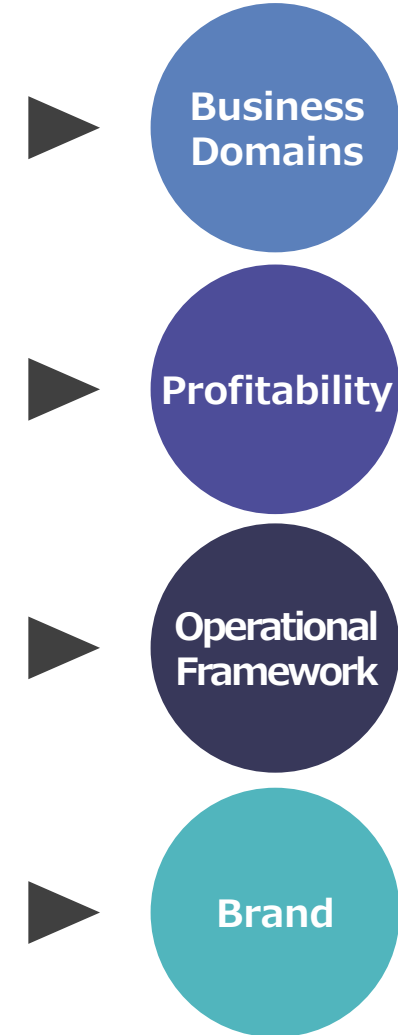 Business
Domains
Profitability
Operational
Framework
Brand